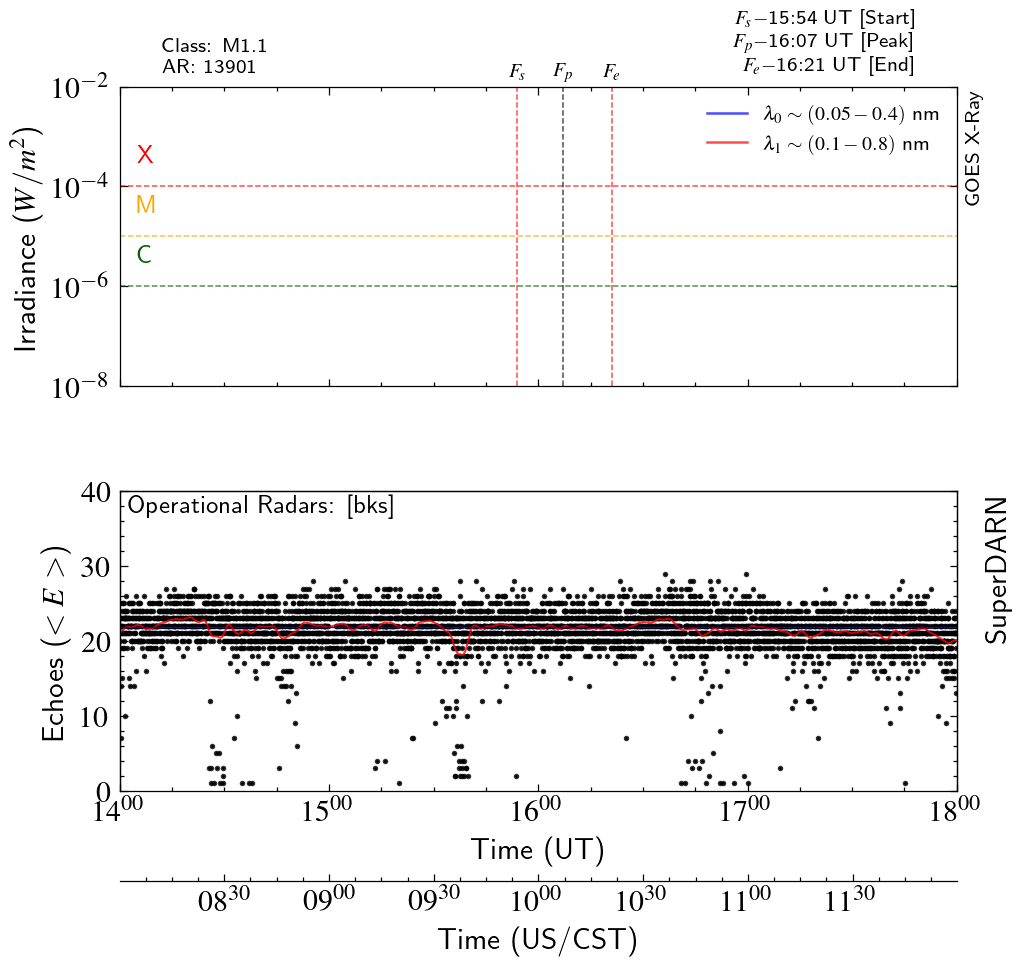 F_s−15:54 UT [Start]
Class: M1.1
F_p−16:07 UT [Peak]
AR: 13901
F_e−16:21 UT [End]
F_s F_p F_e
10^−2
λ_0 ∼ (0.05 − 0.4) nm
λ_1 ∼ (0.1 − 0.8) nm
GOES X-Ray
X
10^−4
M
C
10^−6
10^−8
Irradiance (W/m^2)
40
Operational Radars: [bks]
30
20
10
0
Echoes (< E >)
SuperDARN
14^00 15^00 16^00 17^00 18^00
Time (UT)
08^30 09^00 09^30 10^00 10^30 11^00 11^30
Time (US/CST)